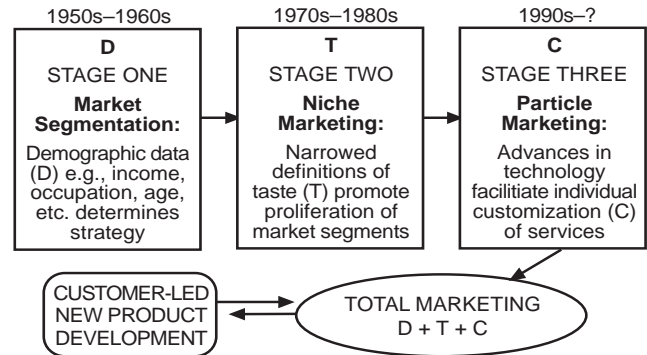 1950s–1960s
D
STAGE ONE
Market
Segmentation:
Demographic data
(D) e.g., income,
occupation, age,
etc. determines
strategy
1970s–1980s
T
STAGE TWO
Niche
Marketing:
Narrowed
definitions of
taste (T) promote
proliferation of
market segments
1990s–?
C
STAGE THREE
Particle
Marketing:
Advances in
technology
facilitiate individual
customization (C)
of services
CUSTOMER-LED
NEW PRODUCT
DEVELOPMENT
TOTAL MARKETING
D + T + C